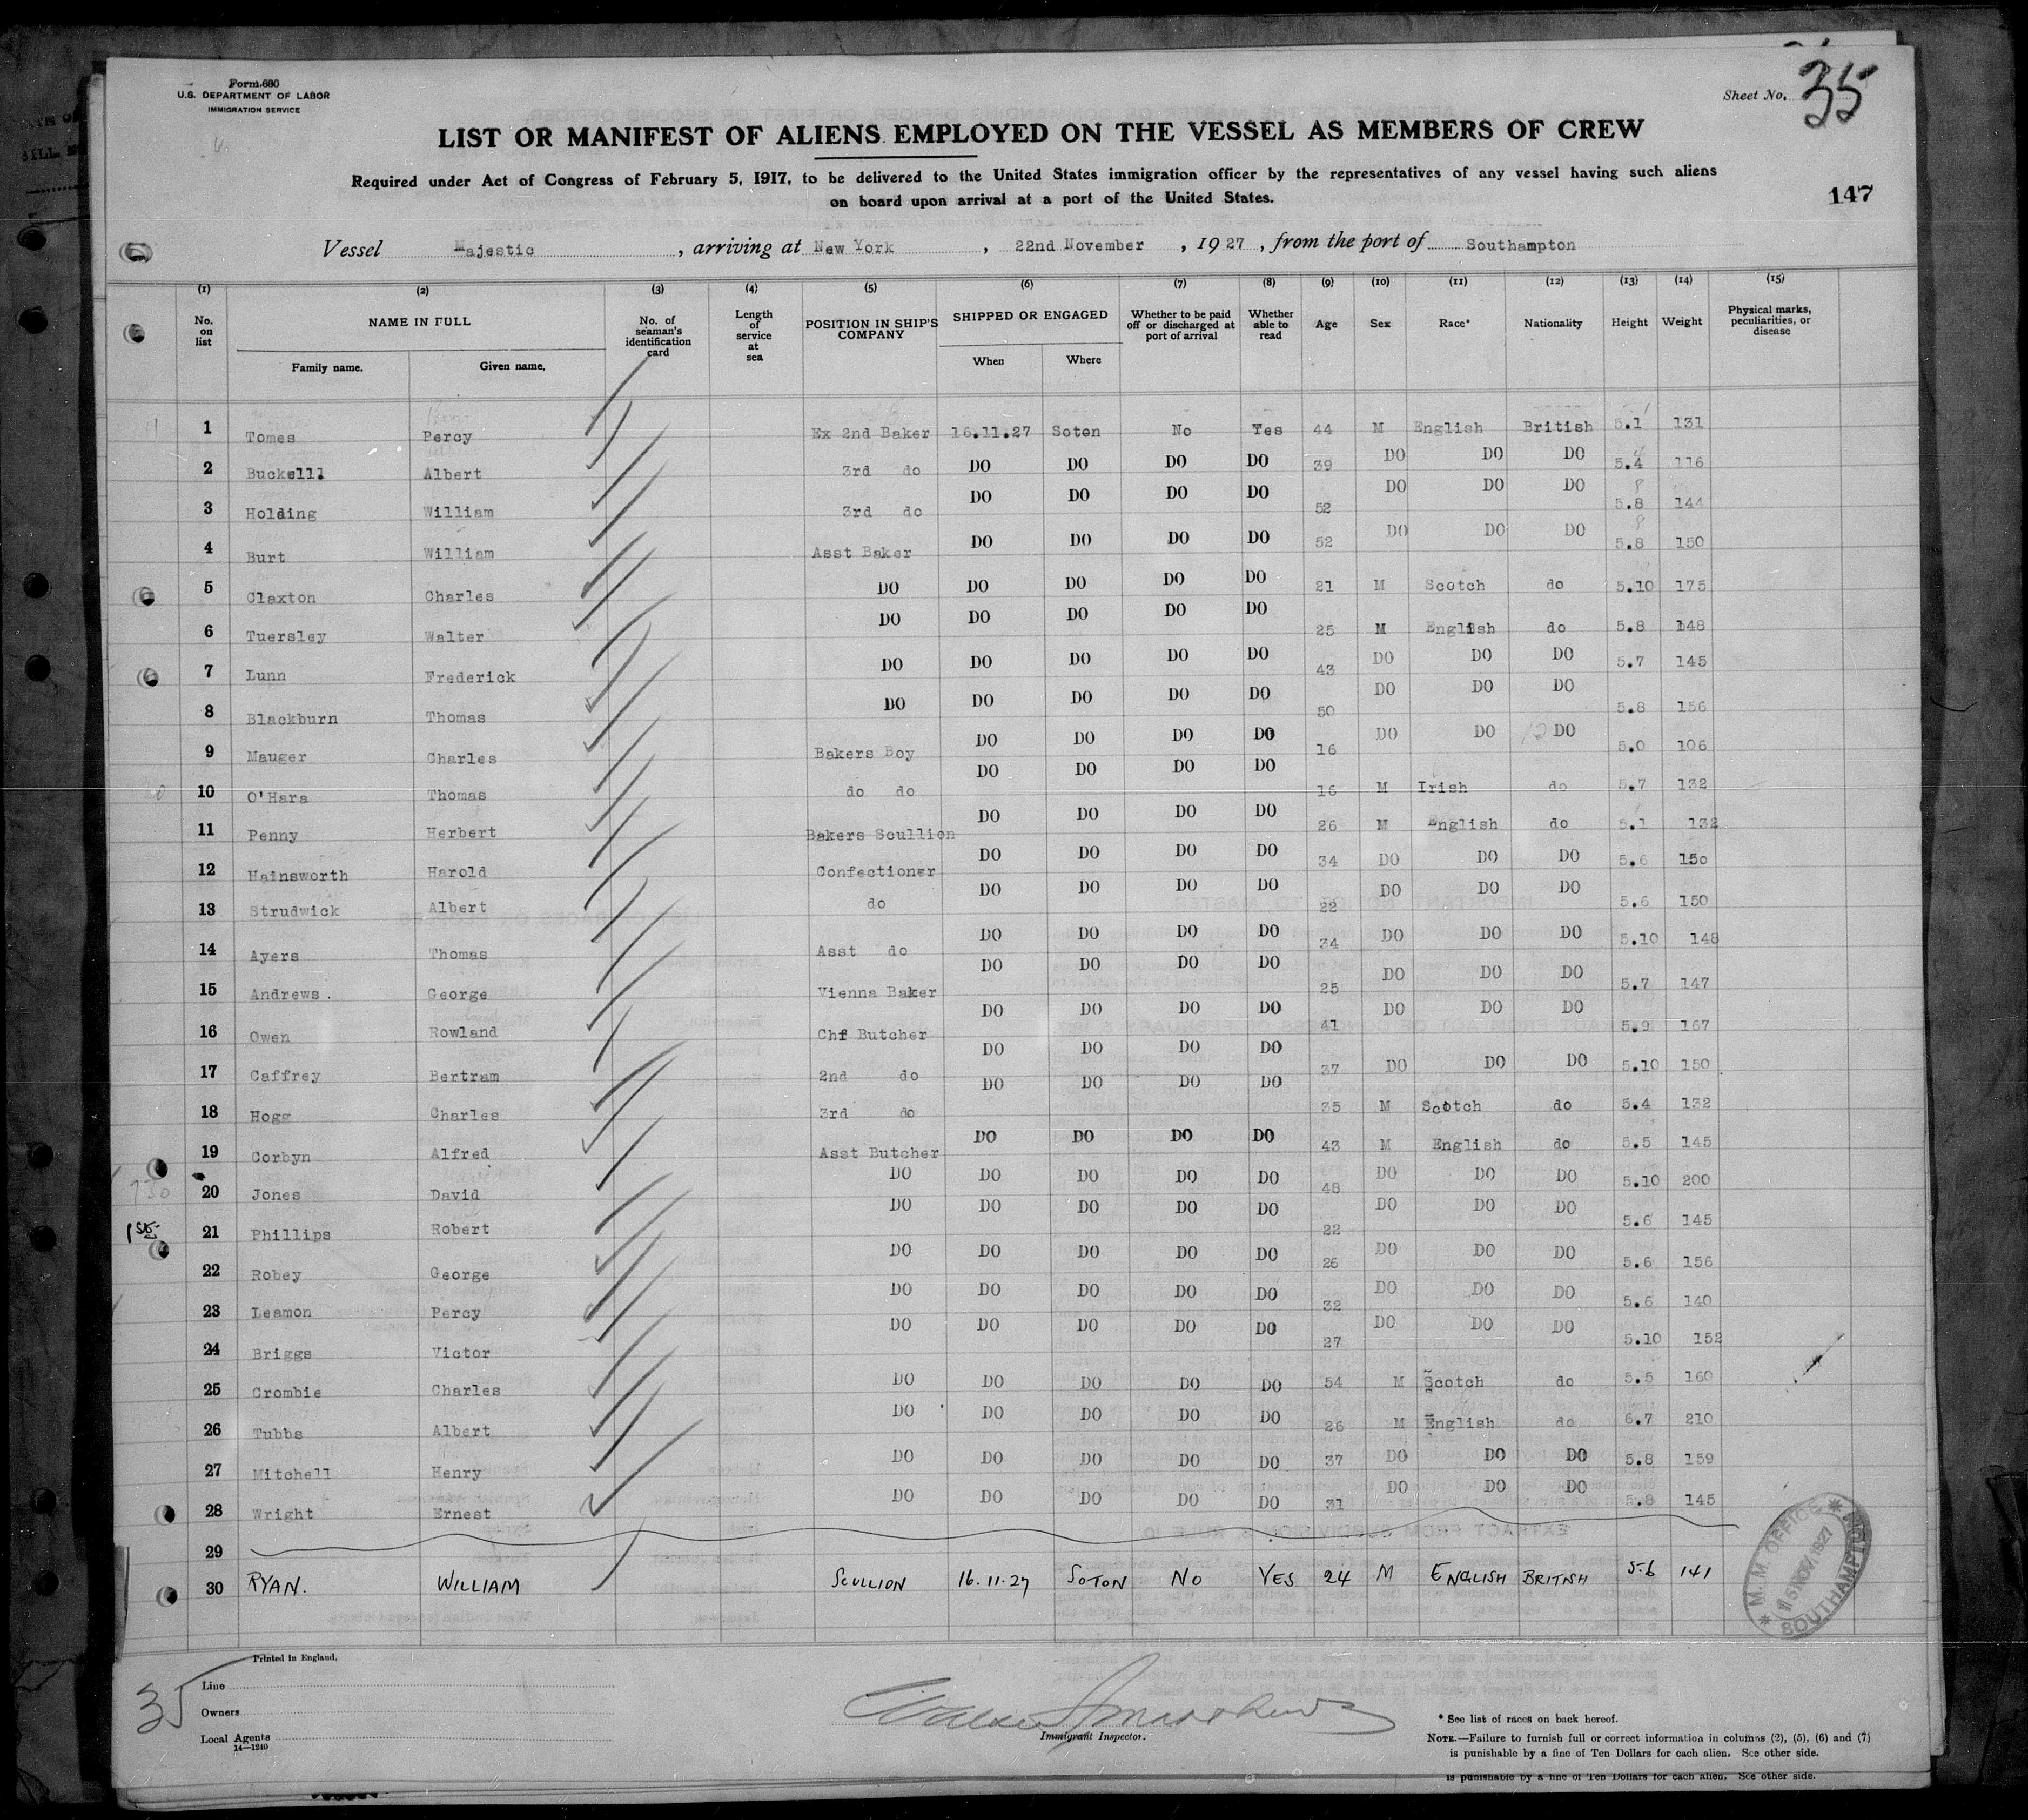 Form 680
U.S. DEPARTMENT OF LABOR
IMMIGRATION SERVICE
Sheet No. 35
LIST OR MANIFEST OF ALIENS EMPLOYED ON THE VESSEL AS MEMBERS OF CREW
Required under Act of Congress of February 5, 1917, to be delivered to the United States immigration officer by the representatives of any vessel having such aliens
on board upon arrival at a port of the United States.
147
Vessel Majestic, arriving at New York, 22nd November, 1927, from the port of Southampton
(1) (2) (3) (4) (5) (6) (7) (8) (9) (10) (11) (12) (13) (14) (15)
No. on list NAME IN FULL Family name. Given name. No. of seaman's identification card Length of service at sea POSITION IN SHIP'S COMPANY SHIPPED OR ENGAGED When Where Whether to be paid off or discharged at port of arrival Whether able to read Age Sex Race* Nationality Height Weight Physical marks, peculiarities, or disease
1 Tomes Percy Ex 2nd Baker 16.11.27 Soton No Yes 44 M English British 5.1 131
2 Buckelll Albert 3rd do DO DO DO DO 39 DO DO DO 5.4 116
3 Holding William 3rd do DO DO DO DO 52 DO DO DO 5.8 144
4 Burt William Asst Baker DO DO DO DO 52 DO DO DO 5.8 150
5 Claxton Charles DO DO DO DO DO 21 M Scotch do 5.10 175
6 Tuersley Walter DO DO DO DO DO 25 M English do 5.8 148
7 Lunn Frederick DO DO DO DO DO 43 DO DO DO 5.7 145
8 Blackburn Thomas DO DO DO DO DO 50 DO DO DO 5.8 156
9 Mauger Charles Bakers Boy DO DO DO DO 16 DO DO DO 5.0 106
10 O'Hara Thomas do do DO DO DO DO 16 M Irish do 5.7 132
11 Penny Herbert Bakers Scullion DO DO DO DO 26 M English do 5.1 132
12 Hainsworth Harold Confectioner DO DO DO DO 34 DO DO DO 5.6 150
13 Strudwick Albert do DO DO DO DO 22 DO DO DO 5.6 150
14 Ayers Thomas Asst do DO DO DO DO 34 DO DO DO 5.10 148
15 Andrews. George Vienna Baker DO DO DO DO 25 DO DO DO 5.7 147
16 Owen Rowland Chf Butcher DO DO DO DO 41 DO DO DO 5.9 167
17 Caffrey Bertram 2nd do DO DO DO DO 37 DO DO DO 5.10 150
18 Hogg Charles 3rd do DO DO DO DO 35 M Scotch do 5.4 132
19 Corbyn Alfred Asst Butcher DO DO DO DO 43 M English do 5.5 145
20 Jones David DO DO DO DO DO 48 DO DO DO 5.10 200
1st 21 Phillips Robert DO DO DO DO DO 22 DO DO DO 5.6 145
22 Robey George DO DO DO DO DO 26 DO DO DO 5.6 156
23 Leamon Percy DO DO DO DO DO 32 DO DO DO 5.6 140
24 Briggs Victor DO DO DO DO DO 27 DO DO DO 5.10 152
25 Crombie Charles DO DO DO DO DO 54 M Scotch do 5.5 160
26 Tubbs Albert DO DO DO DO DO 26 M English do 6.7 210
27 Mitchell Henry DO DO DO DO DO 37 DO DO DO 5.8 159
28 Wright Ernest DO DO DO DO DO 31 DO DO DO 5.8 145
29
30 RYAN. WILLIAM SCULLION 16.11.27 SOTON NO YES 24 M ENGLISH BRITISH 5.6 141
M. M. OFFICE
15 NOV 1927
SOUTHAMPTON
Printed in England.
35
Line
Owners
Local Agents
14—1240
Immigrant Inspector.
* See list of races on back hereof.
NOTE.—Failure to furnish full or correct information in columns (2), (5), (6) and (7)
is punishable by a fine of Ten Dollars for each alien. See other side.
is punishable by a fine of Ten Dollars for each alien. See other side.